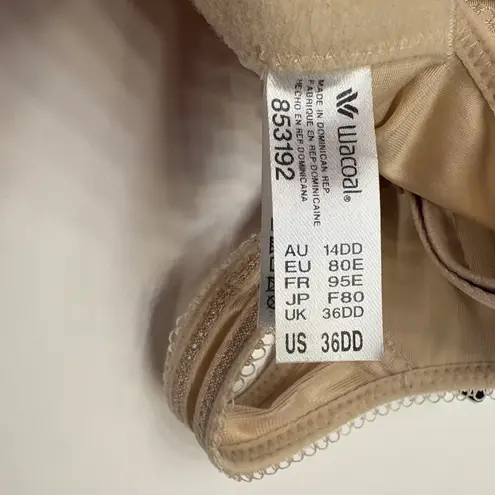 wacoal®
MADE IN DOMINICAN REP.
FABRIQUE EN REP.DOMINICAINE
HECHO EN REP.DOMINICANA
853192
AU 14DD
EU 80E
FR 95E
JP F80
UK 36DD
US 36DD